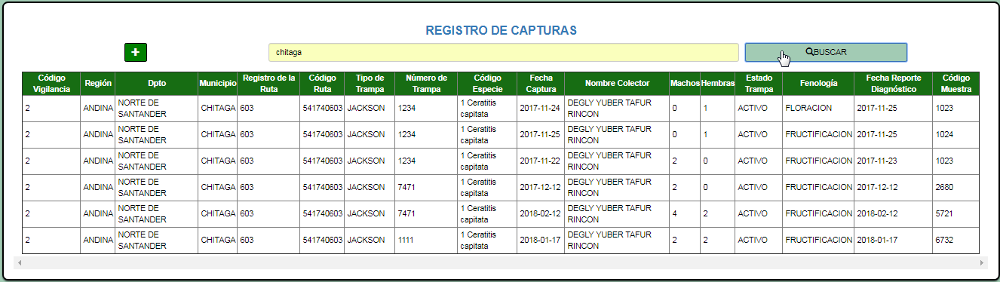 REGISTRO DE CAPTURAS
+ chitaga BUSCAR
Código Vigilancia Región Dpto Municipio Registro de la Ruta Código Ruta Tipo de Trampa Número de Trampa Código Especie Fecha Captura Nombre Colector Machos Hembras Estado Trampa Fenología Fecha Reporte Diagnóstico Código Muestra
2 ANDINA NORTE DE SANTANDER CHITAGA 603 541740603 JACKSON 1234 1 Ceratitis capitata 2017-11-24 DEGLY YUBER TAFUR RINCON 0 1 ACTIVO FLORACION 2017-11-25 1023
2 ANDINA NORTE DE SANTANDER CHITAGA 603 541740603 JACKSON 1234 1 Ceratitis capitata 2017-11-25 DEGLY YUBER TAFUR RINCON 0 1 ACTIVO FRUCTIFICACION 2017-11-25 1024
2 ANDINA NORTE DE SANTANDER CHITAGA 603 541740603 JACKSON 1234 1 Ceratitis capitata 2017-11-22 DEGLY YUBER TAFUR RINCON 2 0 ACTIVO FRUCTIFICACION 2017-11-23 1023
2 ANDINA NORTE DE SANTANDER CHITAGA 603 541740603 JACKSON 7471 1 Ceratitis capitata 2017-12-12 DEGLY YUBER TAFUR RINCON 2 0 ACTIVO FRUCTIFICACION 2017-12-12 2680
2 ANDINA NORTE DE SANTANDER CHITAGA 603 541740603 JACKSON 7471 1 Ceratitis capitata 2018-02-12 DEGLY YUBER TAFUR RINCON 4 2 ACTIVO FRUCTIFICACION 2018-02-12 5721
2 ANDINA NORTE DE SANTANDER CHITAGA 603 541740603 JACKSON 1111 1 Ceratitis capitata 2018-01-17 DEGLY YUBER TAFUR RINCON 2 2 ACTIVO FRUCTIFICACION 2018-01-17 6732